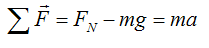 ∑F⃗ = F_N − mg = ma